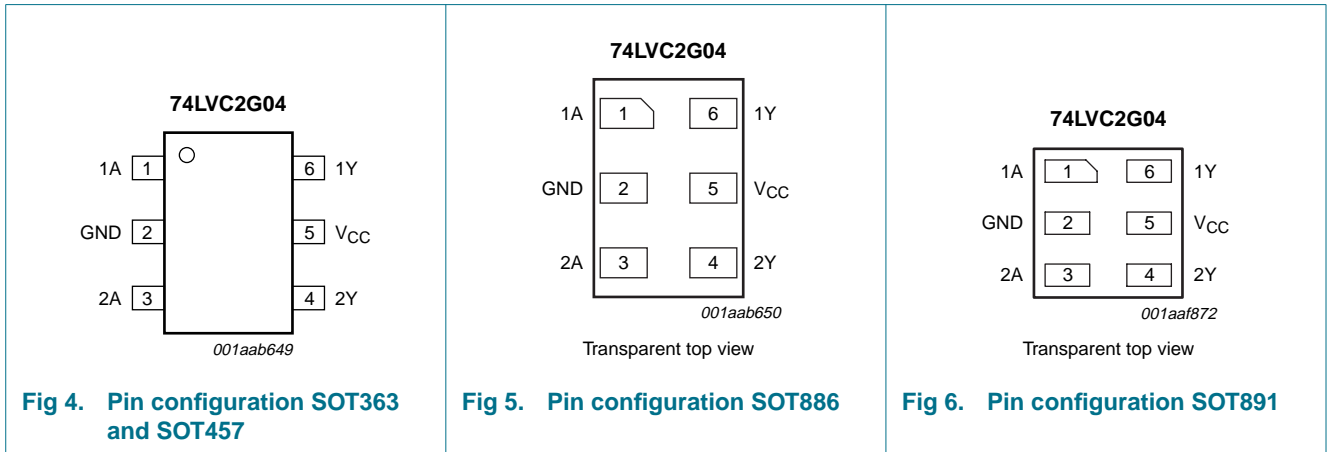 74LVC2G04
1A 1 6 1Y
GND 2 5 VCC
2A 3 4 2Y
001aab649
Fig 4. Pin configuration SOT363
and SOT457
74LVC2G04
1A 1 6 1Y
GND 2 5 VCC
2A 3 4 2Y
001aab650
Transparent top view
Fig 5. Pin configuration SOT886
74LVC2G04
1A 1 6 1Y
GND 2 5 VCC
2A 3 4 2Y
001aaf872
Transparent top view
Fig 6. Pin configuration SOT891